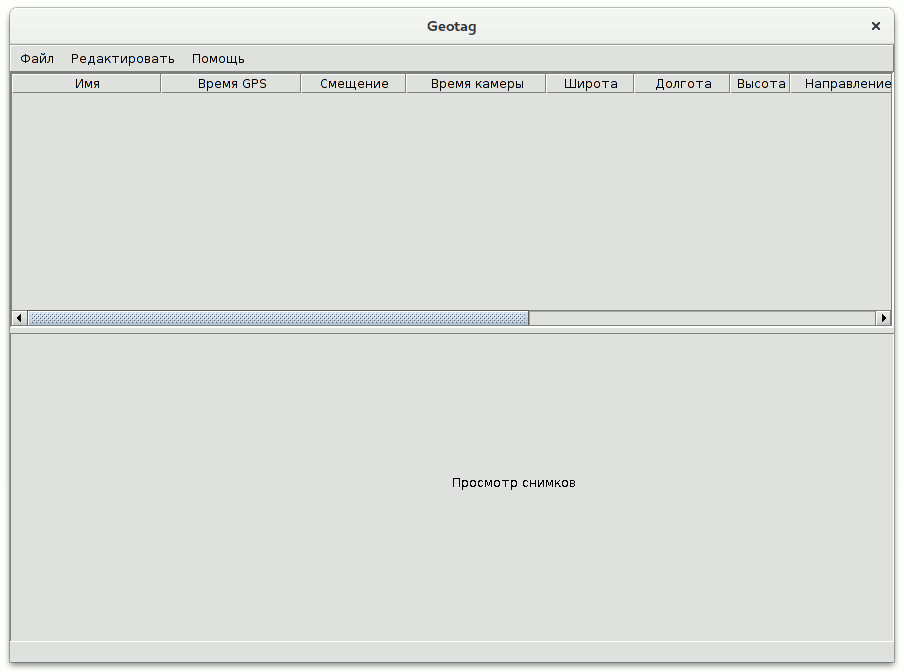 Geotag
Файл Редактировать Помощь
Имя Время GPS Смещение Время камеры Широта Долгота Высота Направление
Просмотр снимков